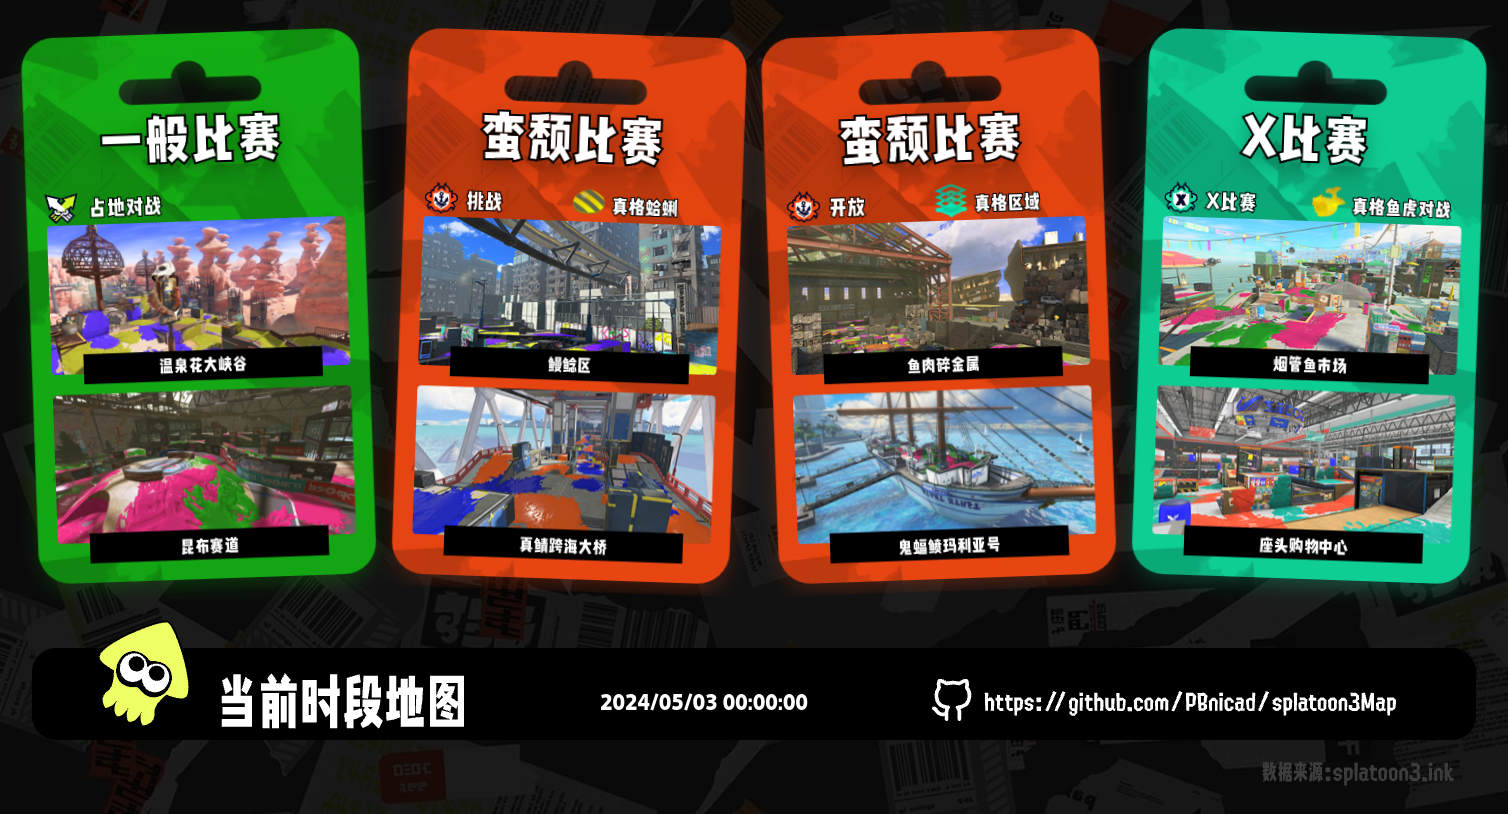 一般比赛
占地对战
温泉花大峡谷
昆布赛道
蛮颓比赛
挑战
真格蛤蜊
鳗鲶区
真鲭跨海大桥
蛮颓比赛
开放
真格区域
鱼肉碎金属
鬼蝠鲼玛利亚号
X比赛
X比赛
真格鱼虎对战
烟管鱼市场
座头购物中心
当前时段地图
2024/05/03 00:00:00
https://github.com/PBnicad/splatoon3Map
数据来源:splatoon3.ink